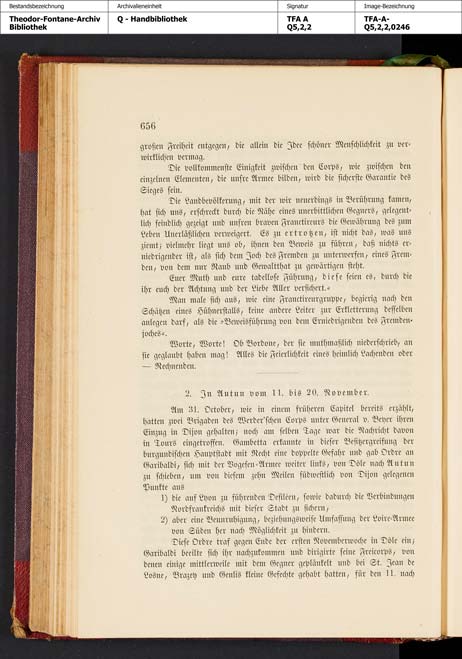 Bestandsbezeichnung
Archivalieneinheit
Signatur
Image-Bezeichnung
Theodor-Fontane-Archiv
Bibliothek
Q - Handbibliothek
TFA A
Q5,2,2
TFA-A-
Q5,2,2,0246
656
großen Freiheit entgegen, die allein die Idee schöner Menschlichkeit zu ver-
wirklichen vermag.
Die vollkommenste Einigkeit zwischen den Corps, wie zwischen den
einzelnen Elementen, die unsre Armee bilden, wird die sicherste Garantie des
Sieges sein.
Die Landbevölkerung, mit der wir neuerdings in Berührung kamen,
hat sich uns, erschreckt durch die Nähe eines unerbittlichen Gegners, gelegent-
lich feindlich gezeigt und unsren braven Franctireurs die Gewährung des zum
Leben Unerläßlichen verweigert. Es zu ertrotzen, ist nicht das, was uns
ziemt; vielmehr liegt uns ob, ihnen den Beweis zu führen, daß nichts er-
niedrigender ist, als sich dem Joch des Fremden zu unterwerfen, eines Frem-
den, von dem nur Raub und Gewaltthat zu gewärtigen steht.
Euer Muth und eure tadellose Führung, diese seien es, durch die
ihr euch der Achtung und der Liebe Aller versichert.«
Man male sich aus, wie eine Franctireurgruppe, begierig nach den
Schätzen eines Hühnerstalls, keine andere Leiter zur Erkletterung desselben
anlegen darf, als die »Beweisführung von dem Erniedrigenden des Fremden-
joches«.
Worte, Worte! Ob Bordone, der sie muthmaßlich niederschrieb, an
sie geglaubt haben mag! Alles die Feierlichkeit eines heimlich Lachenden oder
— Rechnenden.
2. In Autun vom 11. bis 20. November.
Am 31. October, wie in einem früheren Capitel bereits erzählt,
hatten zwei Brigaden des Werder'schen Corps unter General v. Beyer ihren
Einzug in Dijon gehalten; noch am selben Tage war die Nachricht davon
in Tours eingetroffen. Gambetta erkannte in dieser Besitzergreifung der
burgundischen Hauptstadt mit Recht eine doppelte Gefahr und gab Ordre an
Garibaldi, sich mit der Vogesen-Armee weiter links, von Dôle nach Autun
zu schieben, um von diesem zehn Meilen südwestlich von Dijon gelegenen
Punkte aus
1) die auf Lyon zu führenden Defiléen, sowie dadurch die Verbindungen
Nordfrankreichs mit dieser Stadt zu sichern,
2) aber eine Beunruhigung, beziehungsweise Umfassung der Loire-Armee
von Süden her nach Möglichkeit zu hindern.
Diese Ordre traf gegen Ende der ersten Novemberwoche in Dôle ein;
Garibaldi beeilte sich ihr nachzukommen und dirigirte seine Freicorps, von
denen einige mittlerweile mit dem Gegner geplänkelt und bei St. Jean de
Losne, Brazey und Genlis kleine Gefechte gehabt hatten, für den 11. nach